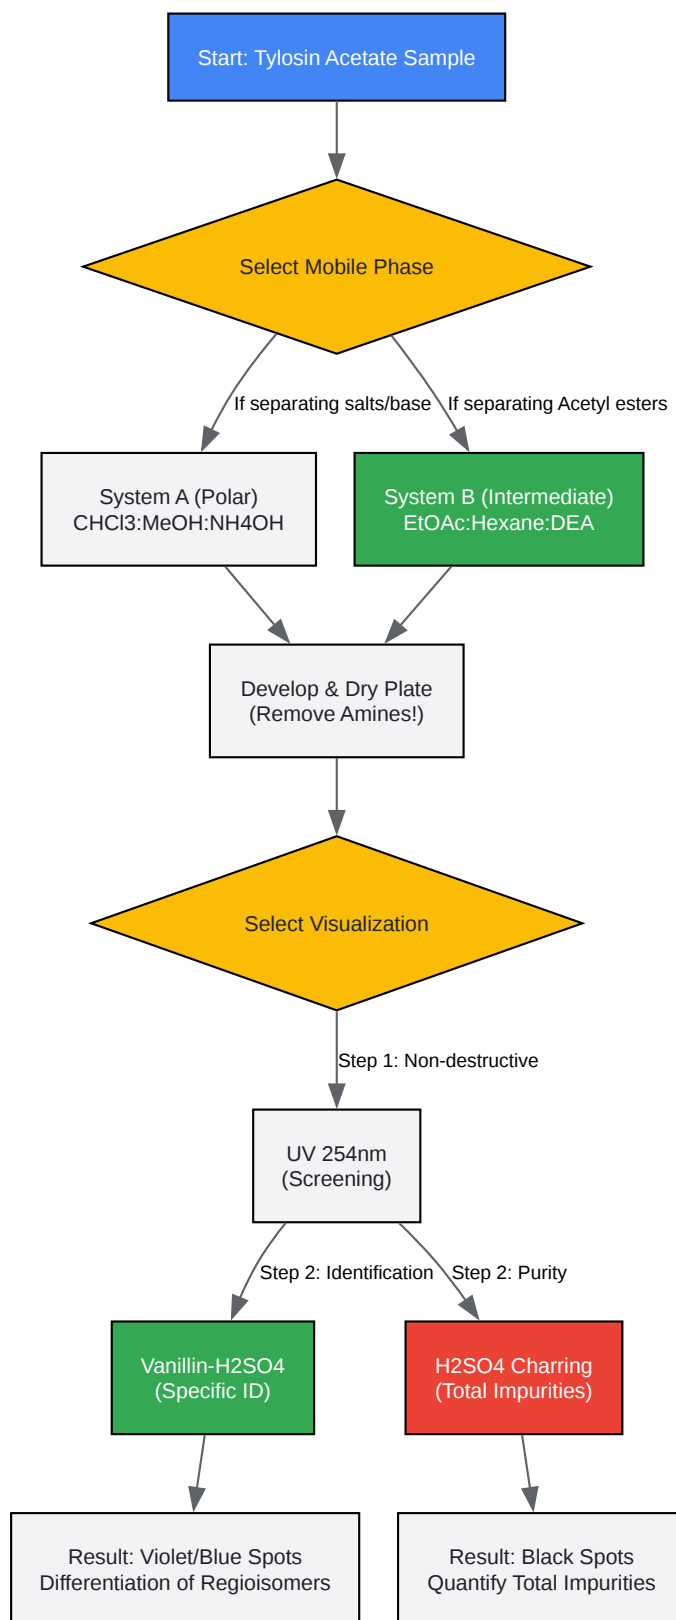 Start: Tylosin Acetate Sample
Select Mobile Phase
If separating salts/base
If separating Acetyl esters
System A (Polar)
CHCl3:MeOH:NH4OH
System B (Intermediate)
EtOAc:Hexane:DEA
Develop & Dry Plate
(Remove Amines!)
Select Visualization
Step 1: Non-destructive
UV 254nm
(Screening)
Step 2: Identification
Step 2: Purity
Vanillin-H2SO4
(Specific ID)
H2SO4 Charring
(Total Impurities)
Result: Violet/Blue Spots
Differentiation of Regioisomers
Result: Black Spots
Quantify Total Impurities